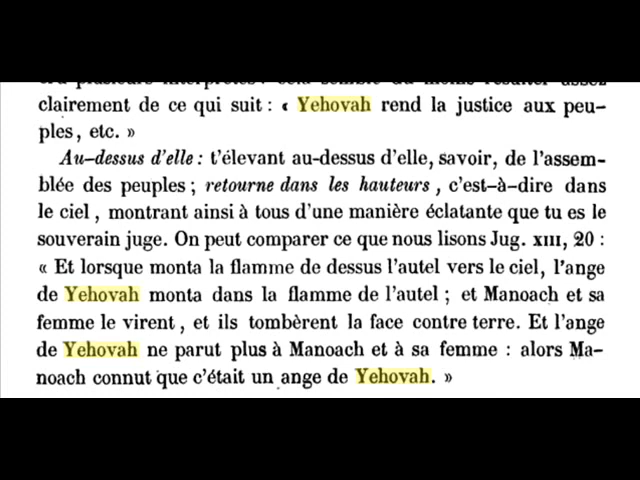 clairement de ce qui suit : « Yehovah rend la justice aux peu-
ples, etc. »
Au-dessus d'elle : t'élevant au-dessus d'elle, savoir, de l'assem-
blée des peuples ; retourne dans les hauteurs, c'est-à-dire dans
le ciel, montrant ainsi à tous d'une manière éclatante que tu es le
souverain juge. On peut comparer ce que nous lisons Jug. XIII, 20 :
« Et lorsque monta la flamme de dessus l'autel vers le ciel, l'ange
de Yehovah monta dans la flamme de l'autel ; et Manoach et sa
femme le virent, et ils tombèrent la face contre terre. Et l'ange
de Yehovah ne parut plus à Manoach et à sa femme : alors Ma-
noach connut que c'était un ange de Yehovah. »